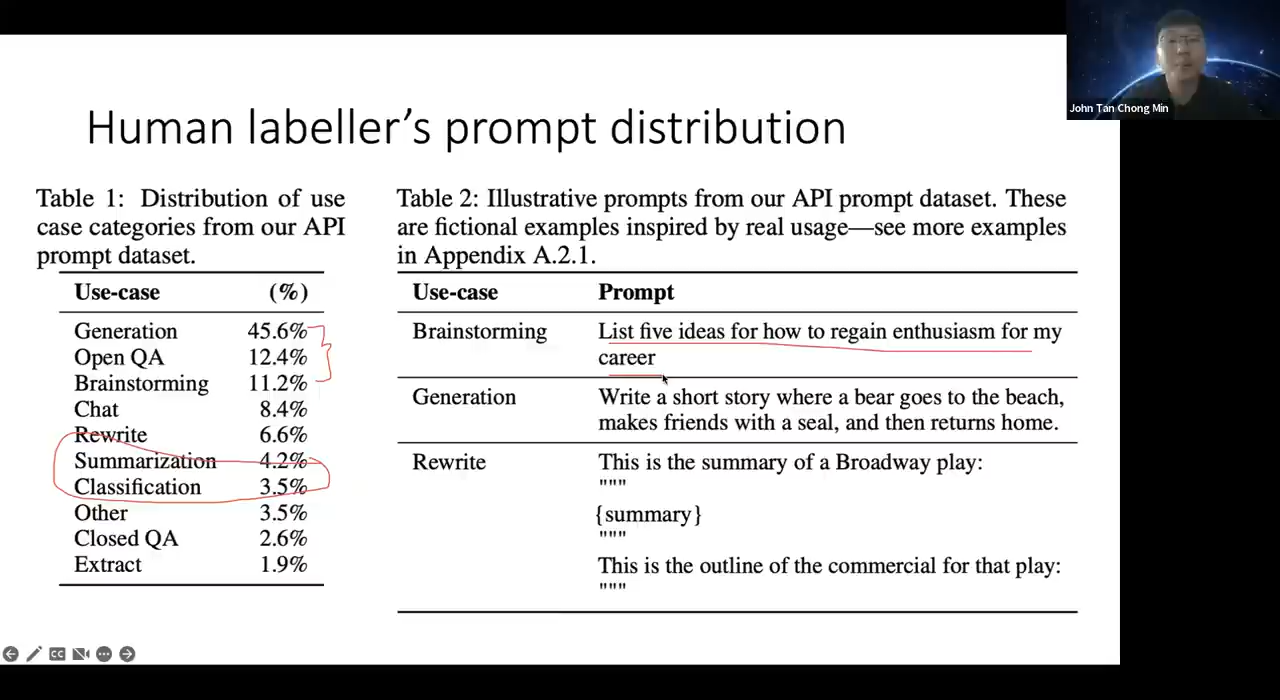 John Tan Chong Min
Human labeller's prompt distribution
Table 1: Distribution of use
case categories from our API
prompt dataset.
Use-case (%)
Generation 45.6%
Open QA 12.4%
Brainstorming 11.2%
Chat 8.4%
Rewrite 6.6%
Summarization 4.2%
Classification 3.5%
Other 3.5%
Closed QA 2.6%
Extract 1.9%
Table 2: Illustrative prompts from our API prompt dataset. These
are fictional examples inspired by real usage—see more examples
in Appendix A.2.1.
Use-case Prompt
Brainstorming List five ideas for how to regain enthusiasm for my
career
Generation Write a short story where a bear goes to the beach,
makes friends with a seal, and then returns home.
Rewrite This is the summary of a Broadway play:
"""
{summary}
"""
This is the outline of the commercial for that play:
"""
CC